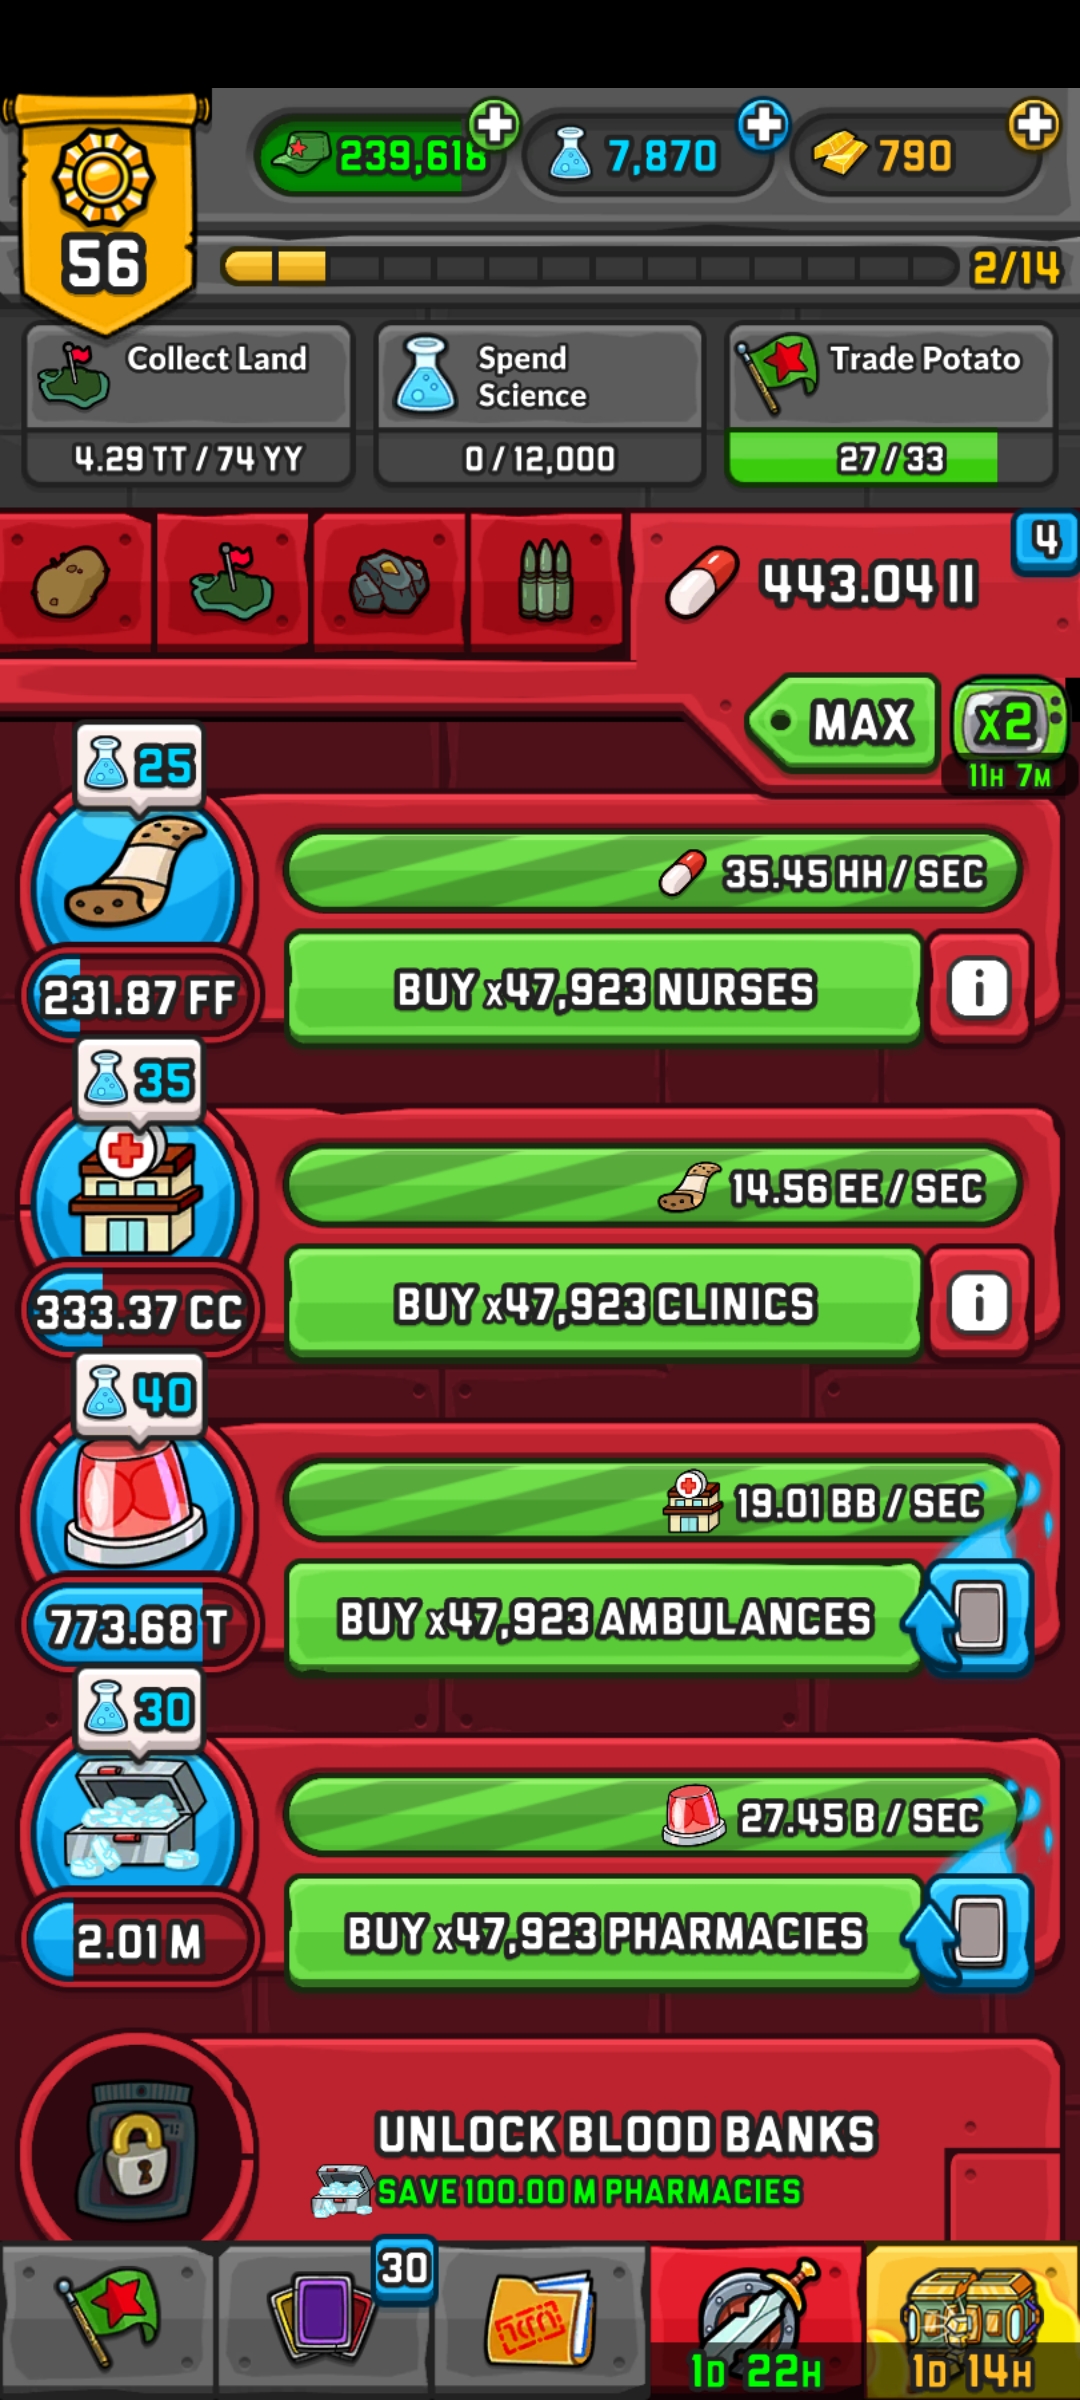 239,618
7,870
790
56
2/14
Collect Land
4.29 TT / 74 YY
Spend
Science
0 / 12,000
Trade Potato
27 / 33
443.04 II
4
MAX
x2
11H 7M
25
35.45 HH / SEC
231.87 FF
BUY x47,923 NURSES
i
35
14.56 EE / SEC
333.37 CC
BUY x47,923 CLINICS
i
40
19.01 BB / SEC
773.68 T
BUY x47,923 AMBULANCES
30
27.45 B / SEC
2.01 M
BUY x47,923 PHARMACIES
UNLOCK BLOOD BANKS
SAVE 100.00 M PHARMACIES
30
1D 22H
1D 14H